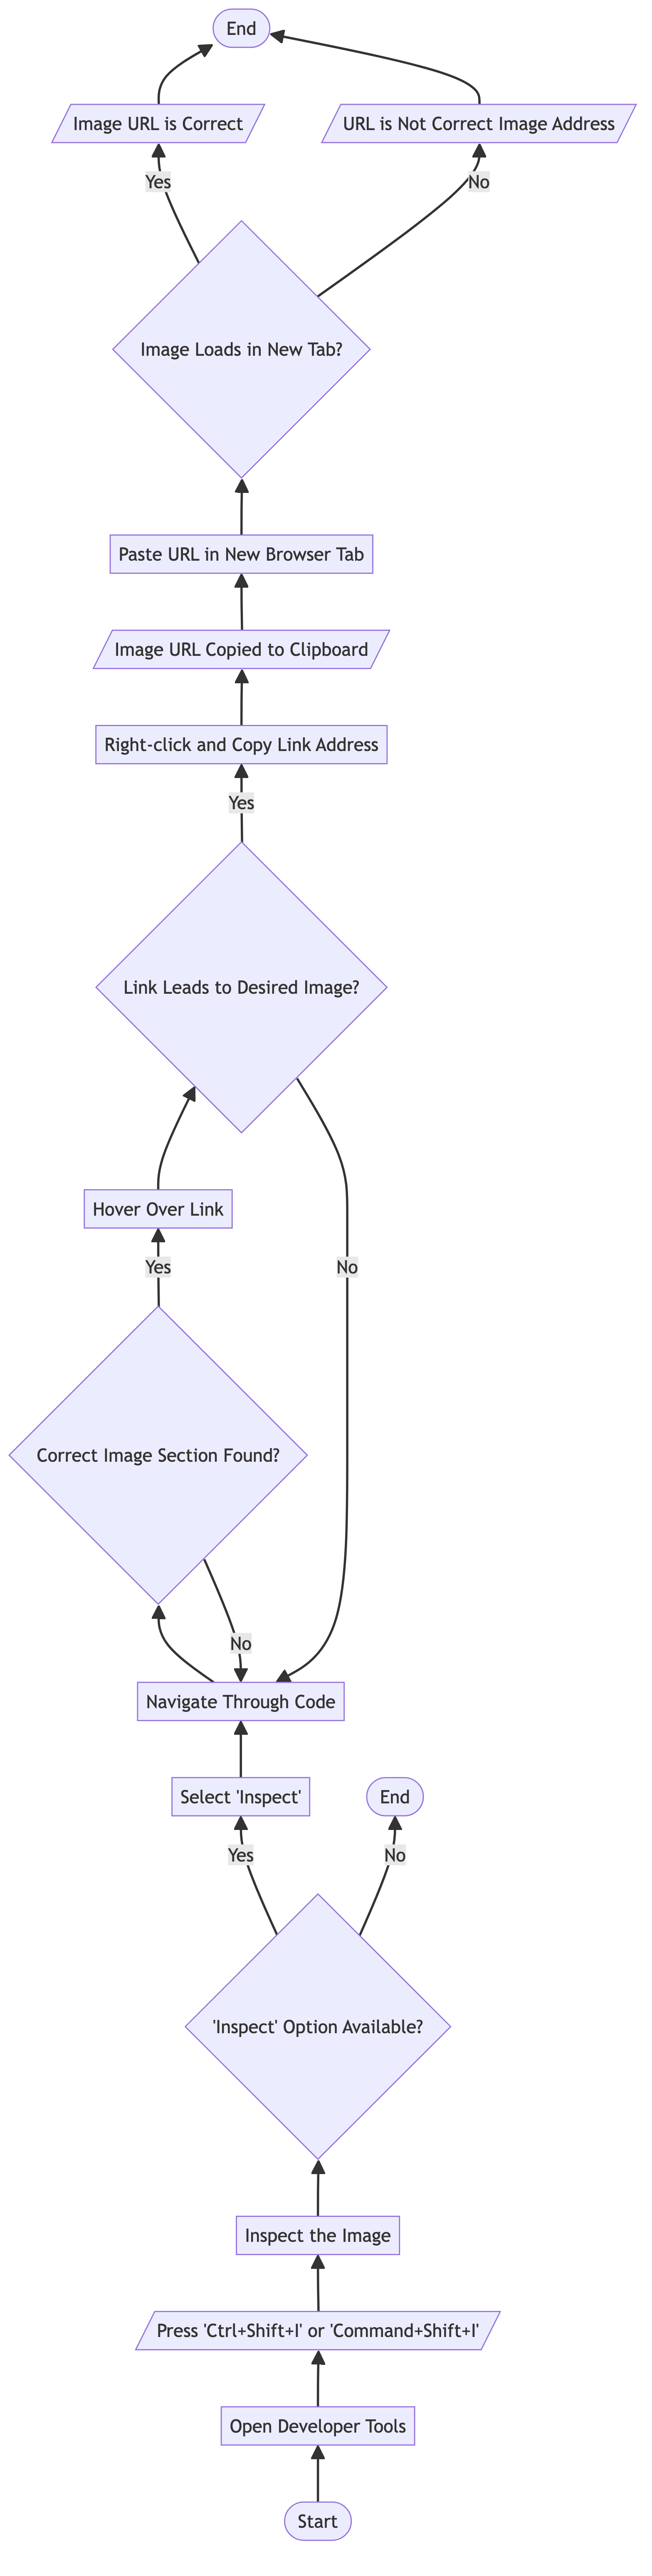 End
Image URL is Correct
URL is Not Correct Image Address
Yes
No
Image Loads in New Tab?
Paste URL in New Browser Tab
Image URL Copied to Clipboard
Right-click and Copy Link Address
Yes
Link Leads to Desired Image?
Hover Over Link
Yes
No
Correct Image Section Found?
No
Navigate Through Code
Select 'Inspect'
End
Yes
No
'Inspect' Option Available?
Inspect the Image
Press 'Ctrl+Shift+I' or 'Command+Shift+I'
Open Developer Tools
Start